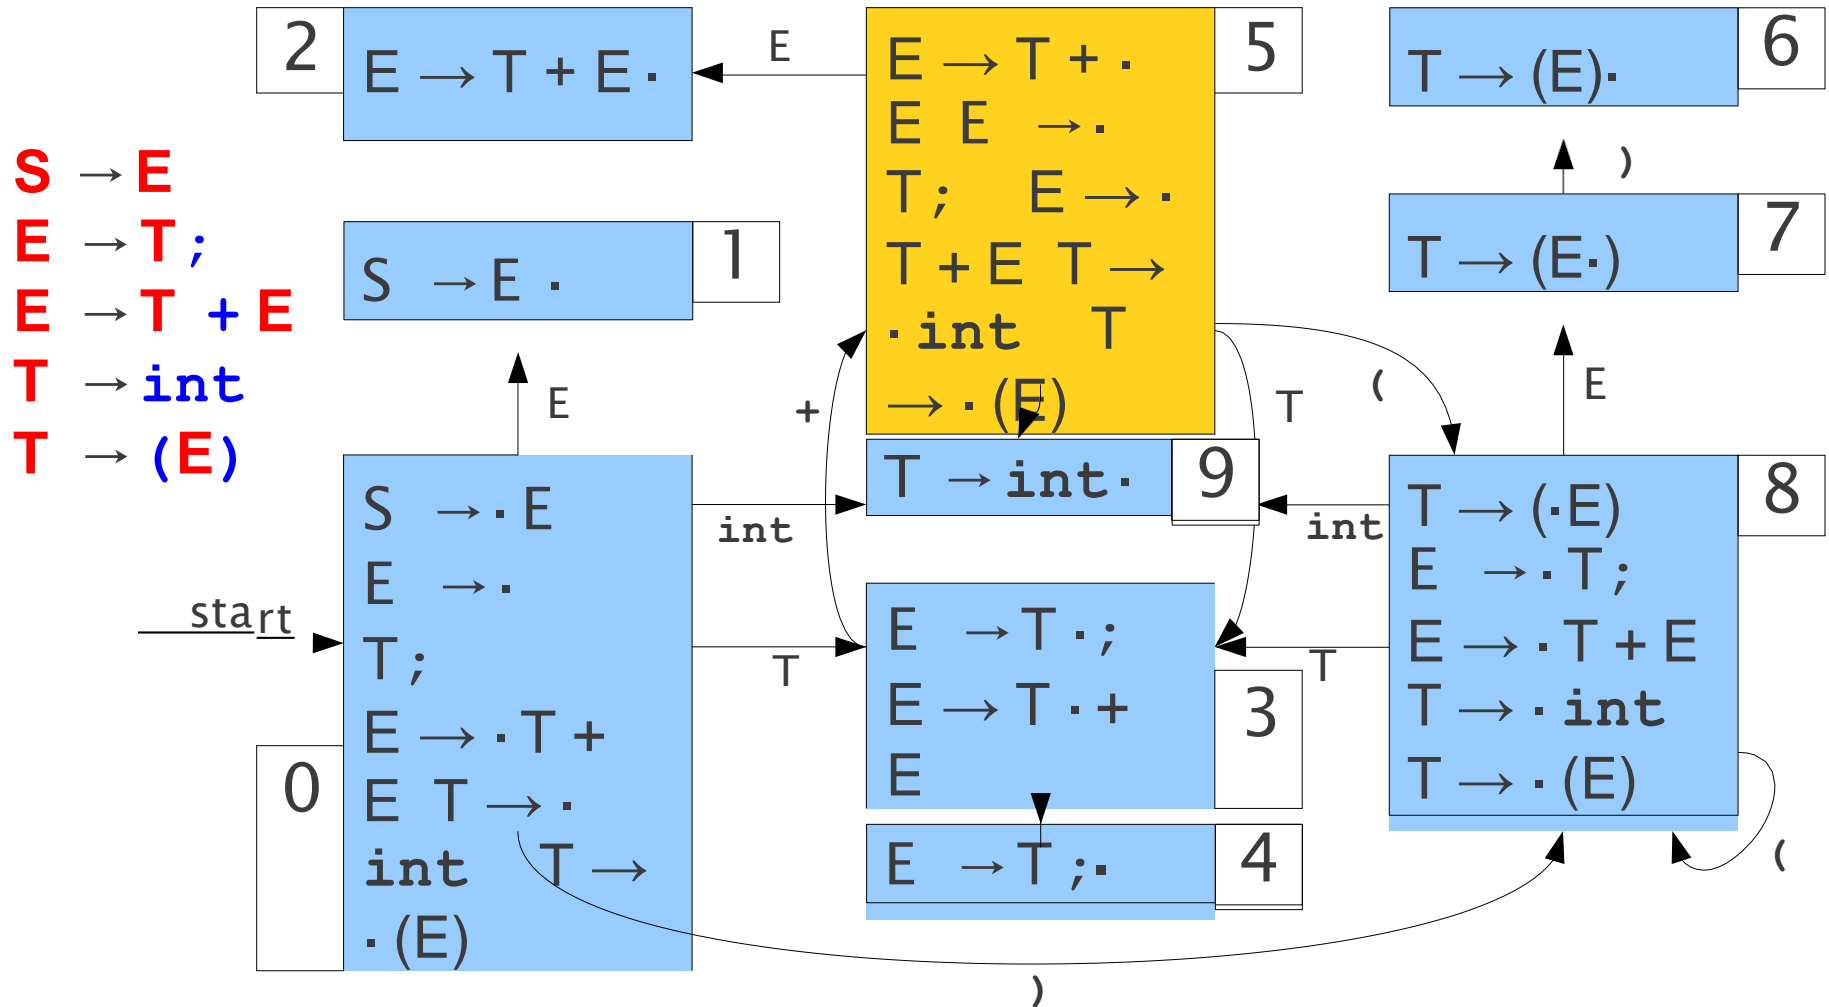 S → E
E → T ;
E → T + E
T → int
T → (E)
2
E → T + E ·
1
S → E ·
E
start
0
S → · E
E → ·
T ;
E → · T +
E T → ·
int T →
· (E)
E
5
E → T + ·
E E → ·
T ; E → ·
T + E T →
· int T
→ · (E)
+
int
T
9
T → int ·
T
(
3
E → T · ;
E → T · +
E
4
E → T ; ·
)
6
T → (E) ·
)
7
T → (E · )
E
8
T → ( · E)
E → · T ;
E → · T + E
T → · int
T → · (E)
int
T
(